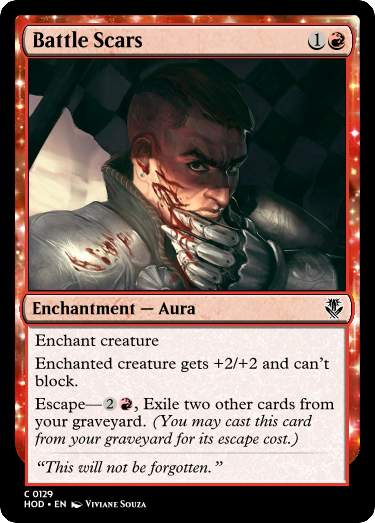 Battle Scars 1
Enchantment — Aura
Enchant creature
Enchanted creature gets +2/+2 and can't
block.
Escape—2, Exile two other cards from
your graveyard. (You may cast this card
from your graveyard for its escape cost.)
"This will not be forgotten."
C 0129
HOD • EN Viviane Souza